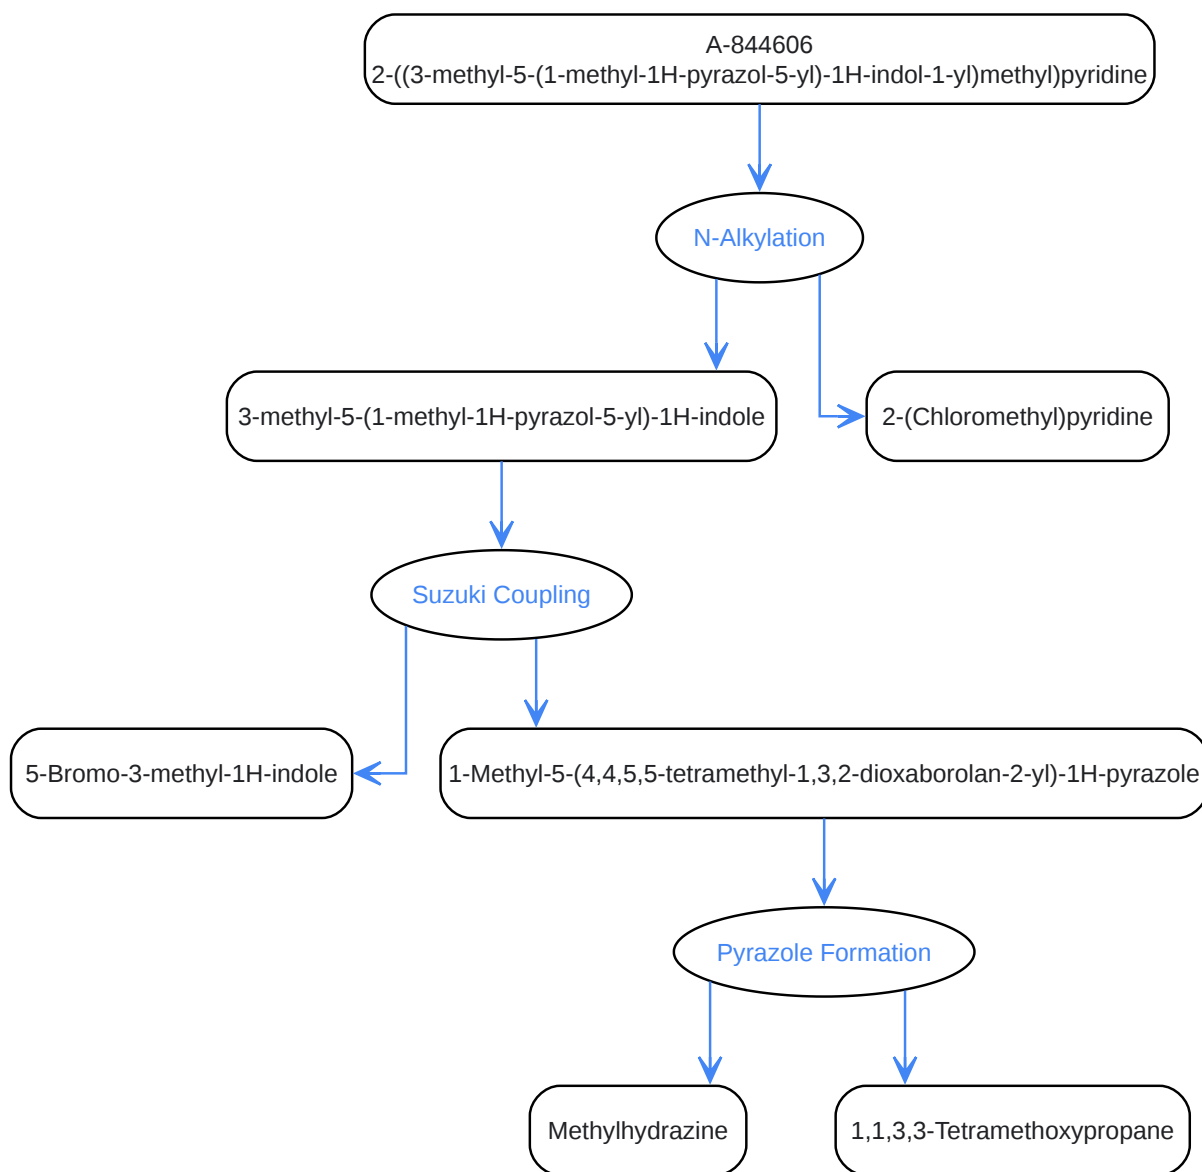 A-844606
2-((3-methyl-5-(1-methyl-1H-pyrazol-5-yl)-1H-indol-1-yl)methyl)pyridine
N-Alkylation
3-methyl-5-(1-methyl-1H-pyrazol-5-yl)-1H-indole
2-(Chloromethyl)pyridine
Suzuki Coupling
5-Bromo-3-methyl-1H-indole
1-Methyl-5-(4,4,5,5-tetramethyl-1,3,2-dioxaborolan-2-yl)-1H-pyrazole
Pyrazole Formation
Methylhydrazine
1,1,3,3-Tetramethoxypropane